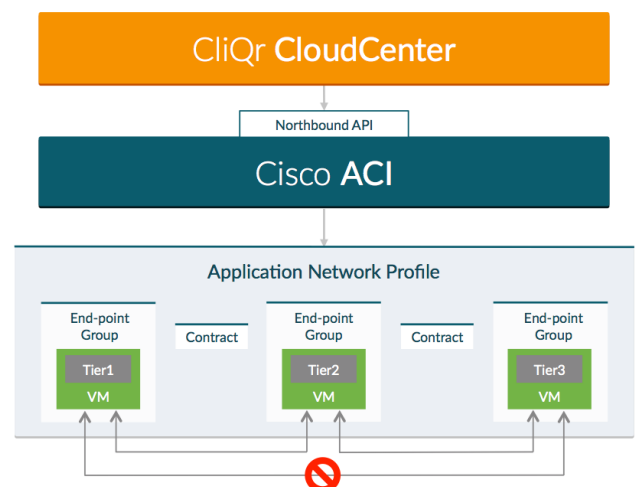 CliQr CloudCenter
Northbound API
Cisco ACI
Application Network Profile
End-point
Group
Tier1
VM
Contract
End-point
Group
Tier2
VM
Contract
End-point
Group
Tier3
VM